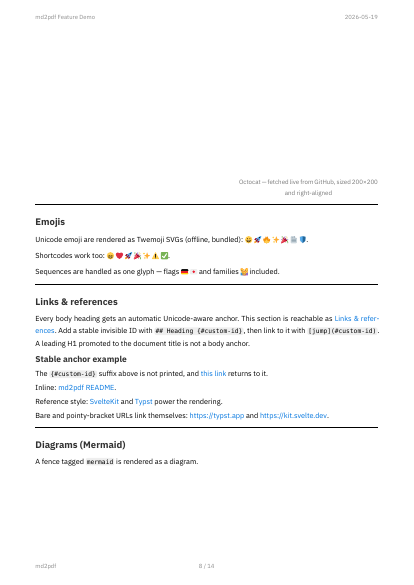 md2pdf Feature Demo 2026-05-19
Octocat — fetched live from GitHub, sized 200×200
and right-aligned
Emojis
Unicode emoji are rendered as Twemoji SVGs (offline, bundled): 😀 🚀 🔥 ✨ 🎉 📄 🛡️.
Shortcodes work too: 😄 ❤️ 🚀 🎉 ✨ ⚠️ ✅.
Sequences are handled as one glyph — flags 🇩🇪 🇯🇵 and families 👨‍👩‍👧‍👦 included.
Links & references
Every body heading gets an automatic Unicode-aware anchor. This section is reachable as Links & refer-
ences. Add a stable invisible ID with ## Heading {#custom-id}, then link to it with [jump](#custom-id).
A leading H1 promoted to the document title is not a body anchor.
Stable anchor example
The {#custom-id} suffix above is not printed, and this link returns to it.
Inline: md2pdf README.
Reference style: SvelteKit and Typst power the rendering.
Bare and pointy-bracket URLs link themselves: https://typst.app and https://kit.svelte.dev.
Diagrams (Mermaid)
A fence tagged mermaid is rendered as a diagram.
md2pdf 8 / 14